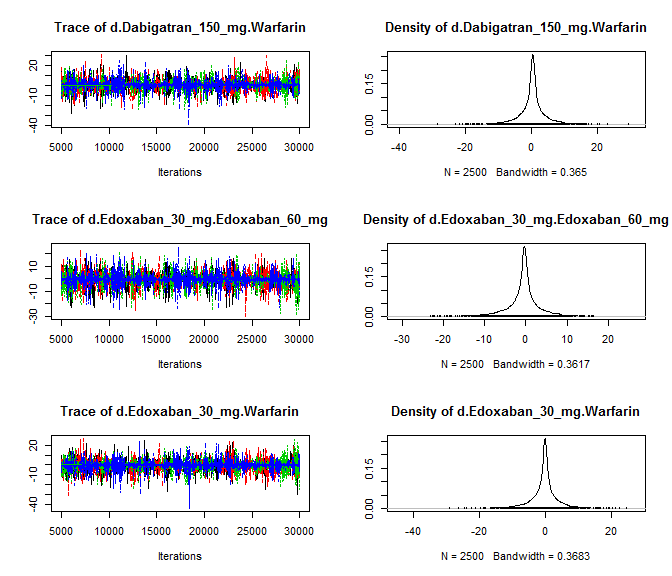 Trace of d.Dabigatran_150_mg.Warfarin
20
-10
-40
5000 10000 15000 20000 25000 30000
Iterations
Density of d.Dabigatran_150_mg.Warfarin
0.15
0.00
-40 -20 0 20
N = 2500 Bandwidth = 0.365
Trace of d.Edoxaban_30_mg.Edoxaban_60_mg
10
-10
-30
5000 10000 15000 20000 25000 30000
Iterations
Density of d.Edoxaban_30_mg.Edoxaban_60_mg
0.15
0.00
-30 -20 -10 0 10 20
N = 2500 Bandwidth = 0.3617
Trace of d.Edoxaban_30_mg.Warfarin
20
-10
-40
5000 10000 15000 20000 25000 30000
Iterations
Density of d.Edoxaban_30_mg.Warfarin
0.15
0.00
-40 -20 0 20
N = 2500 Bandwidth = 0.3683